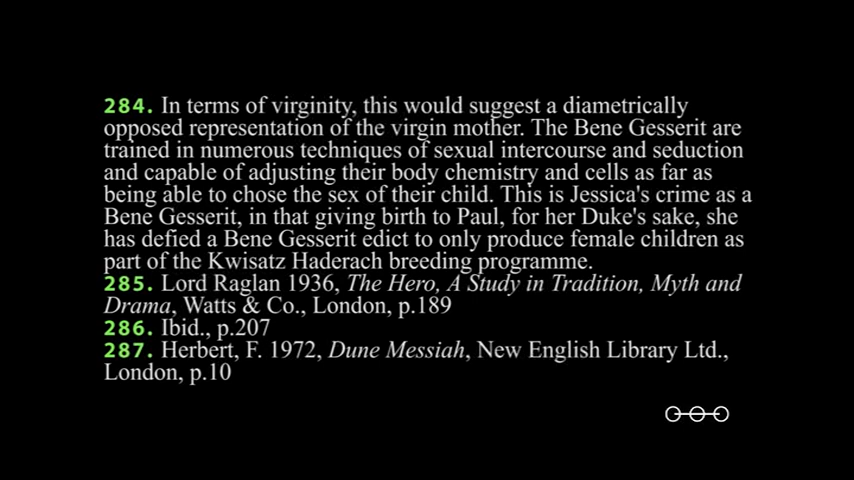 284. In terms of virginity, this would suggest a diametrically
opposed representation of the virgin mother. The Bene Gesserit are
trained in numerous techniques of sexual intercourse and seduction
and capable of adjusting their body chemistry and cells as far as
being able to chose the sex of their child. This is Jessica's crime as a
Bene Gesserit, in that giving birth to Paul, for her Duke's sake, she
has defied a Bene Gesserit edict to only produce female children as
part of the Kwisatz Haderach breeding programme.
285. Lord Raglan 1936, The Hero, A Study in Tradition, Myth and
Drama, Watts & Co., London, p.189
286. Ibid., p.207
287. Herbert, F. 1972, Dune Messiah, New English Library Ltd.,
London, p.10